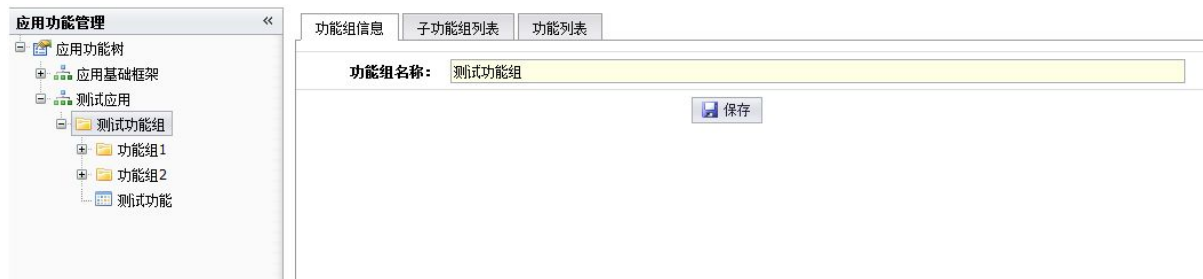 应用功能管理 «
应用功能树
应用基础框架
测试应用
测试功能组
功能组1
功能组2
测试功能
功能组信息 子功能组列表 功能列表
功能组名称： 测试功能组
保存